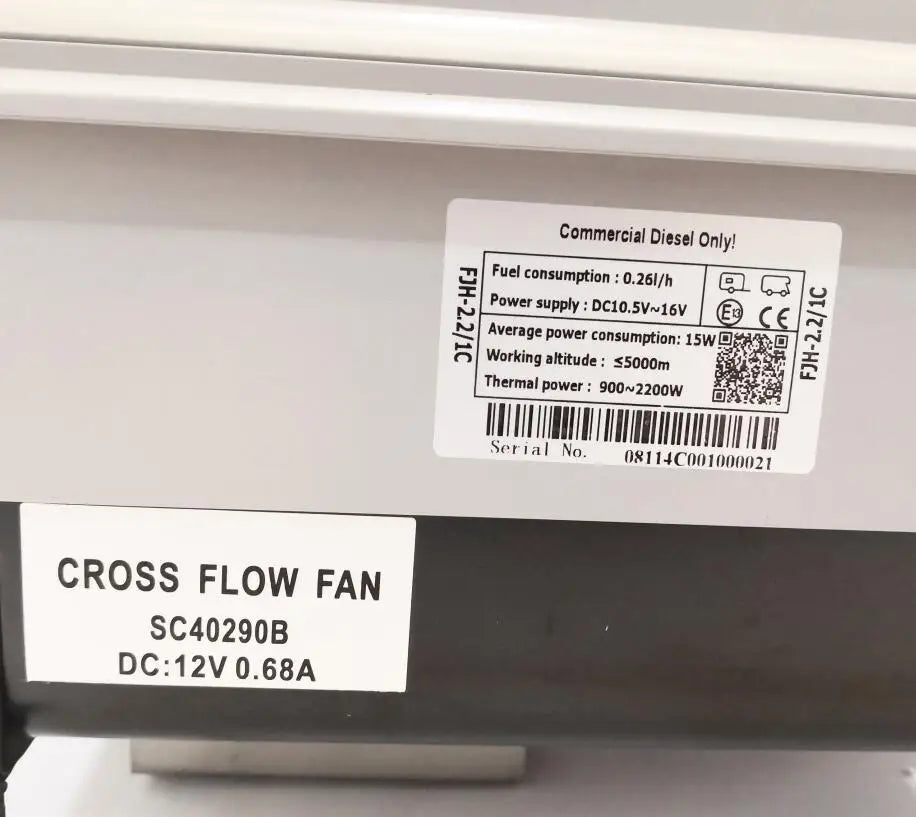 Commercial Diesel Only!
FJH-2.2/1C
Fuel consumption : 0.26l/h
Power supply : DC10.5V~16V
E13 CE
Average power consumption: 15W
Working altitude : ≤5000m
Thermal power : 900~2200W
FJH-2.2/1C
Serial No. 08114C001000021
CROSS FLOW FAN
SC40290B
DC:12V 0.68A